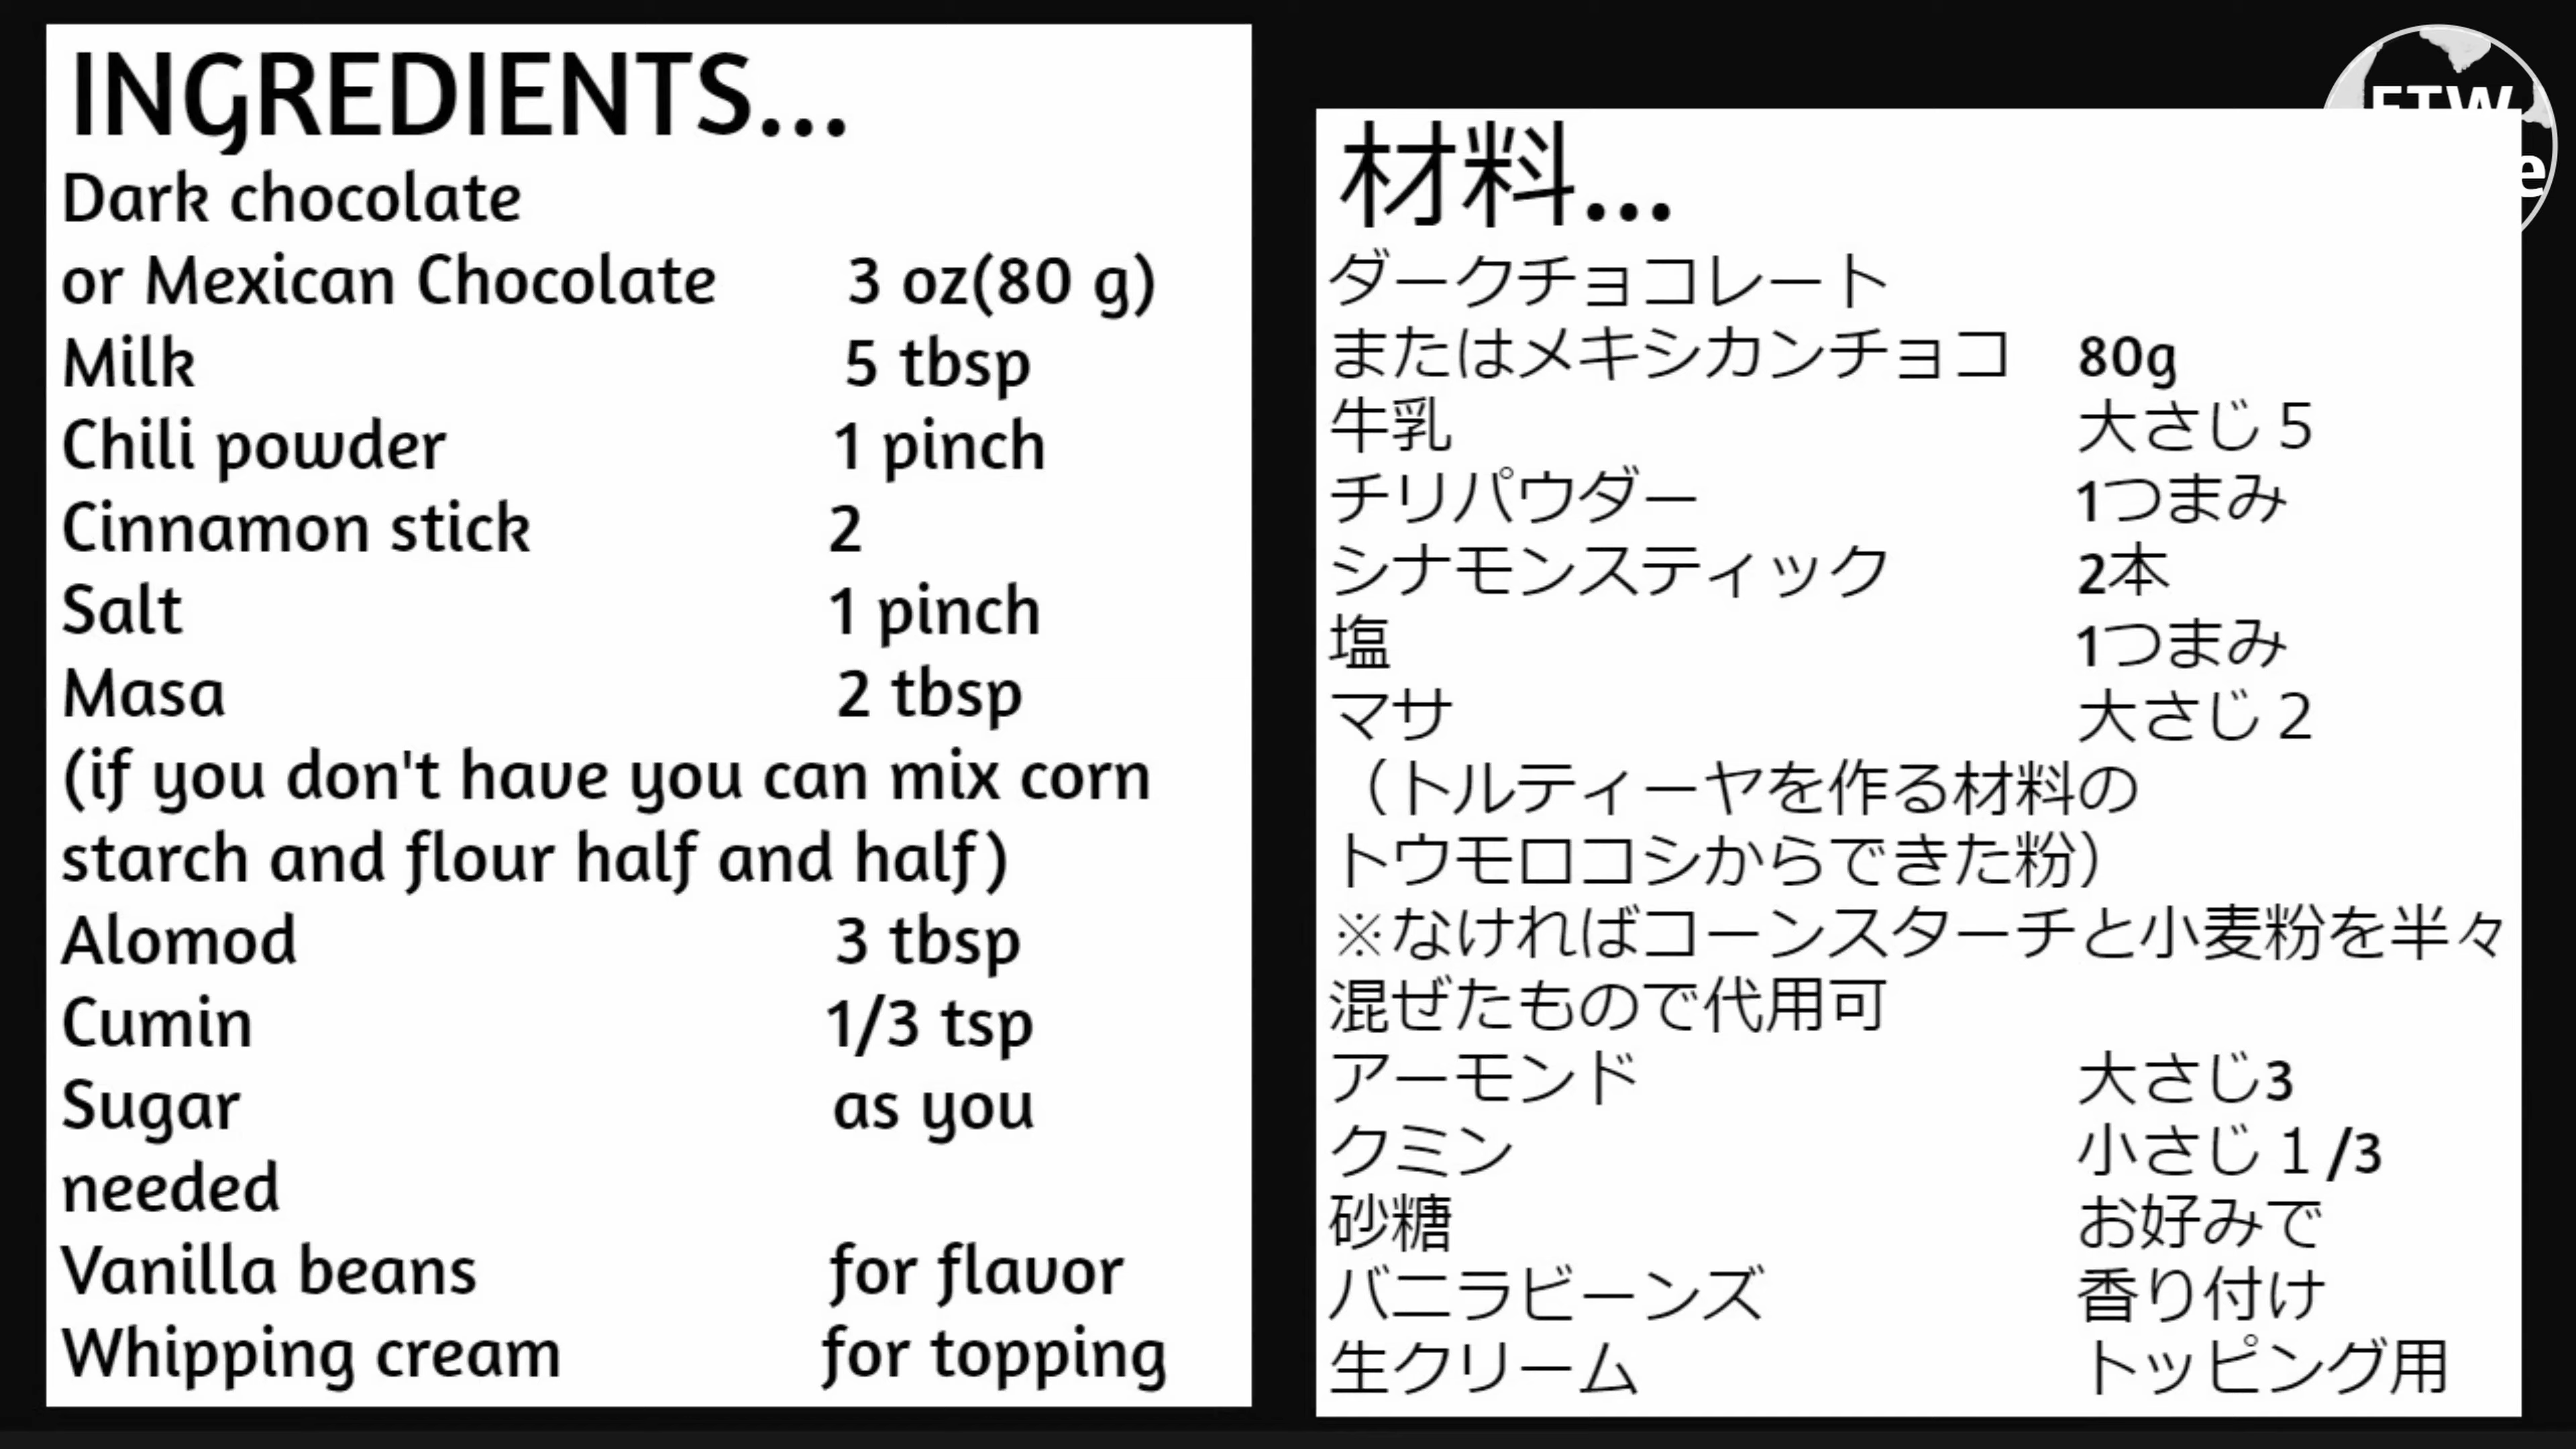 INGREDIENTS...
Dark chocolate
or Mexican Chocolate 3 oz(80 g)
Milk 5 tbsp
Chili powder 1 pinch
Cinnamon stick 2
Salt 1 pinch
Masa 2 tbsp
(if you don't have you can mix corn
starch and flour half and half)
Alomod 3 tbsp
Cumin 1/3 tsp
Sugar as you
needed
Vanilla beans for flavor
Whipping cream for topping
材料...
ダークチョコレート
またはメキシカンチョコ 80g
牛乳 大さじ５
チリパウダー 1つまみ
シナモンスティック 2本
塩 1つまみ
マサ 大さじ２
（トルティーヤを作る材料の
トウモロコシからできた粉）
※なければコーンスターチと小麦粉を半々
混ぜたもので代用可
アーモンド 大さじ3
クミン 小さじ１/3
砂糖 お好みで
バニラビーンズ 香り付け
生クリーム トッピング用